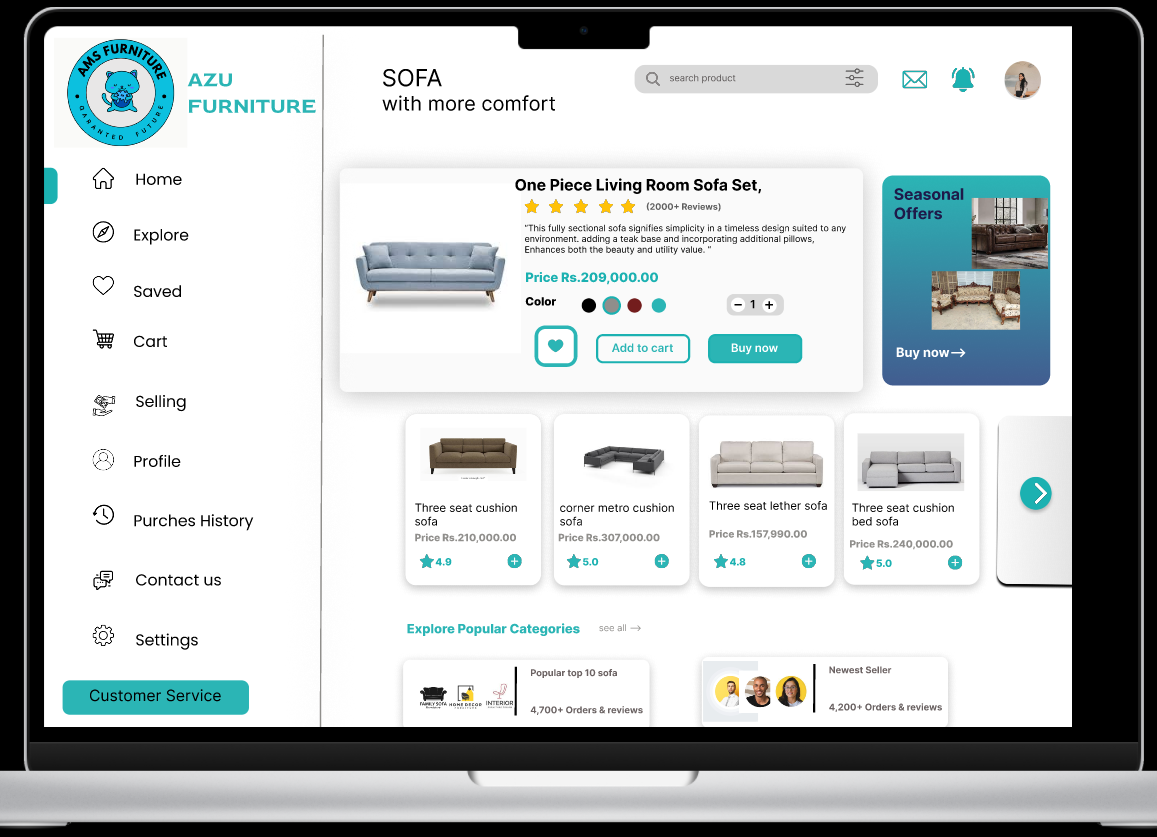 AMS FURNITURE
QARANTED FUTURE
AZU
FURNITURE
Home
Explore
Saved
Cart
Selling
Profile
Purches History
Contact us
Settings
Customer Service
SOFA
with more comfort
search product
One Piece Living Room Sofa Set,
(2000+ Reviews)
"This fully sectional sofa signifies simplicity in a timeless design suited to any
environment. adding a teak base and incorporating additional pillows,
Enhances both the beauty and utility value. "
Price Rs.209,000.00
Color
1
Add to cart
Buy now
Seasonal
Offers
Buy now
Three seat cushion
sofa
Price Rs.210,000.00
4.9
corner metro cushion
sofa
Price Rs.307,000.00
5.0
Three seat lether sofa
Price Rs.157,990.00
4.8
Three seat cushion
bed sofa
Price Rs.240,000.00
5.0
Explore Popular Categories
see all
FAMILY SOFA
HOME DECOR
INTERIOR
Popular top 10 sofa
4,700+ Orders & reviews
Newest Seller
4,200+ Orders & reviews